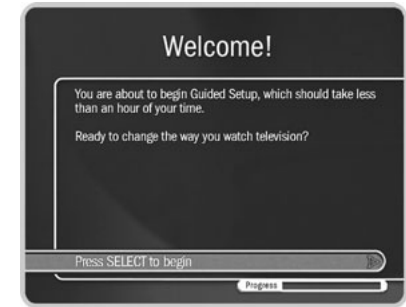 Welcome!
You are about to begin Guided Setup, which should take less
than an hour of your time.
Ready to change the way you watch television?
Press SELECT to begin
Progress